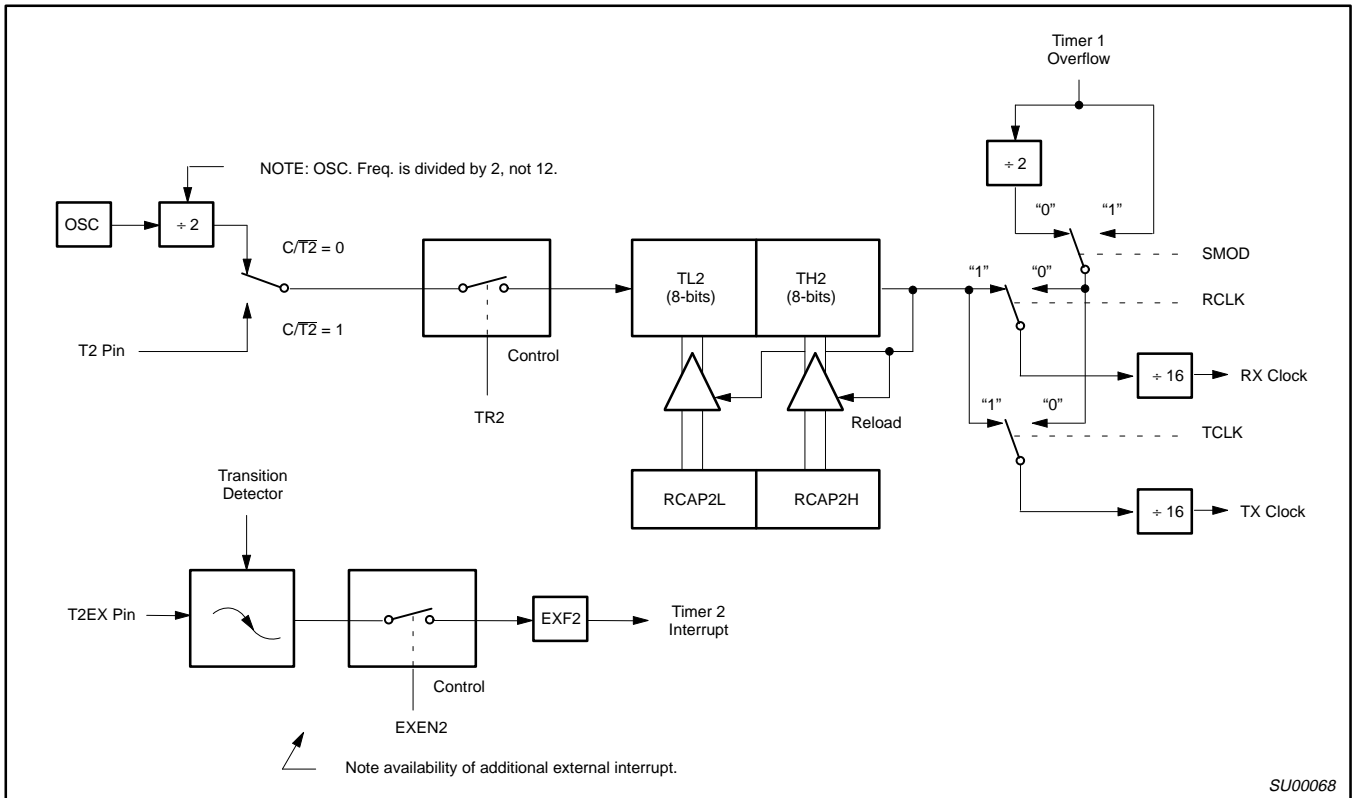 Timer 1
Overflow
÷ 2
NOTE: OSC. Freq. is divided by 2, not 12.
“0”
“1”
OSC
÷ 2
C/T2 = 0
SMOD
TL2
(8-bits)
TH2
(8-bits)
“1”
“0”
RCLK
C/T2 = 1
T2 Pin
Control
÷ 16
RX Clock
TR2
Reload
“1”
“0”
TCLK
Transition
Detector
RCAP2L
RCAP2H
÷ 16
TX Clock
T2EX Pin
EXF2
Timer 2
Interrupt
Control
EXEN2
Note availability of additional external interrupt.
SU00068